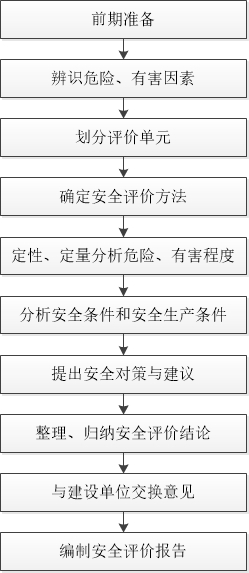 前期准备
辨识危险、有害因素
划分评价单元
确定安全评价方法
定性、定量分析危险、有害程度
分析安全条件和安全生产条件
提出安全对策与建议
整理、归纳安全评价结论
与建设单位交换意见
编制安全评价报告